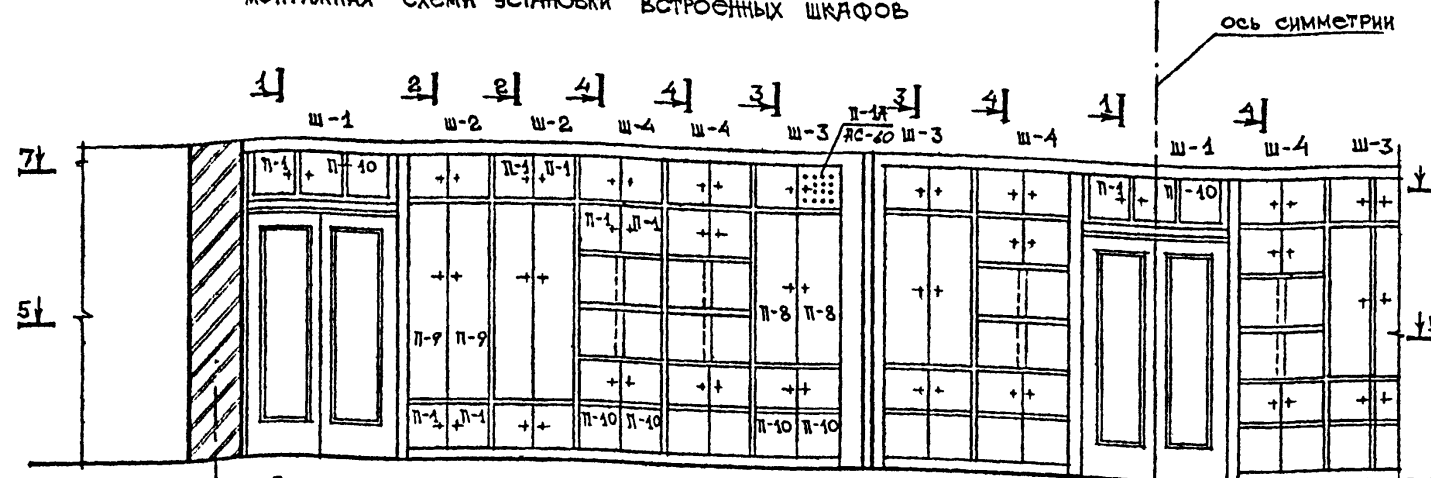 МОНТАЖНАЯ СХЕМА УСТАНОВКИ ВСТРОЕННЫХ ШКАФОВ
ОСЬ СИММЕТРИИ
1 2 2 4 4 3 3 4 1 4
П-1А
АС-60
Ш-1 Ш-2 Ш-2 Ш-4 Ш-4 Ш-3 Ш-3 Ш-4 Ш-1 Ш-4 Ш-3
7
П-1 П-10 П-1 П-1 П-1 П-10
П-1 П-1
5
П-8 П-8
П-9 П-9
П-1 П-1 П-10 П-10 П-10 П-10